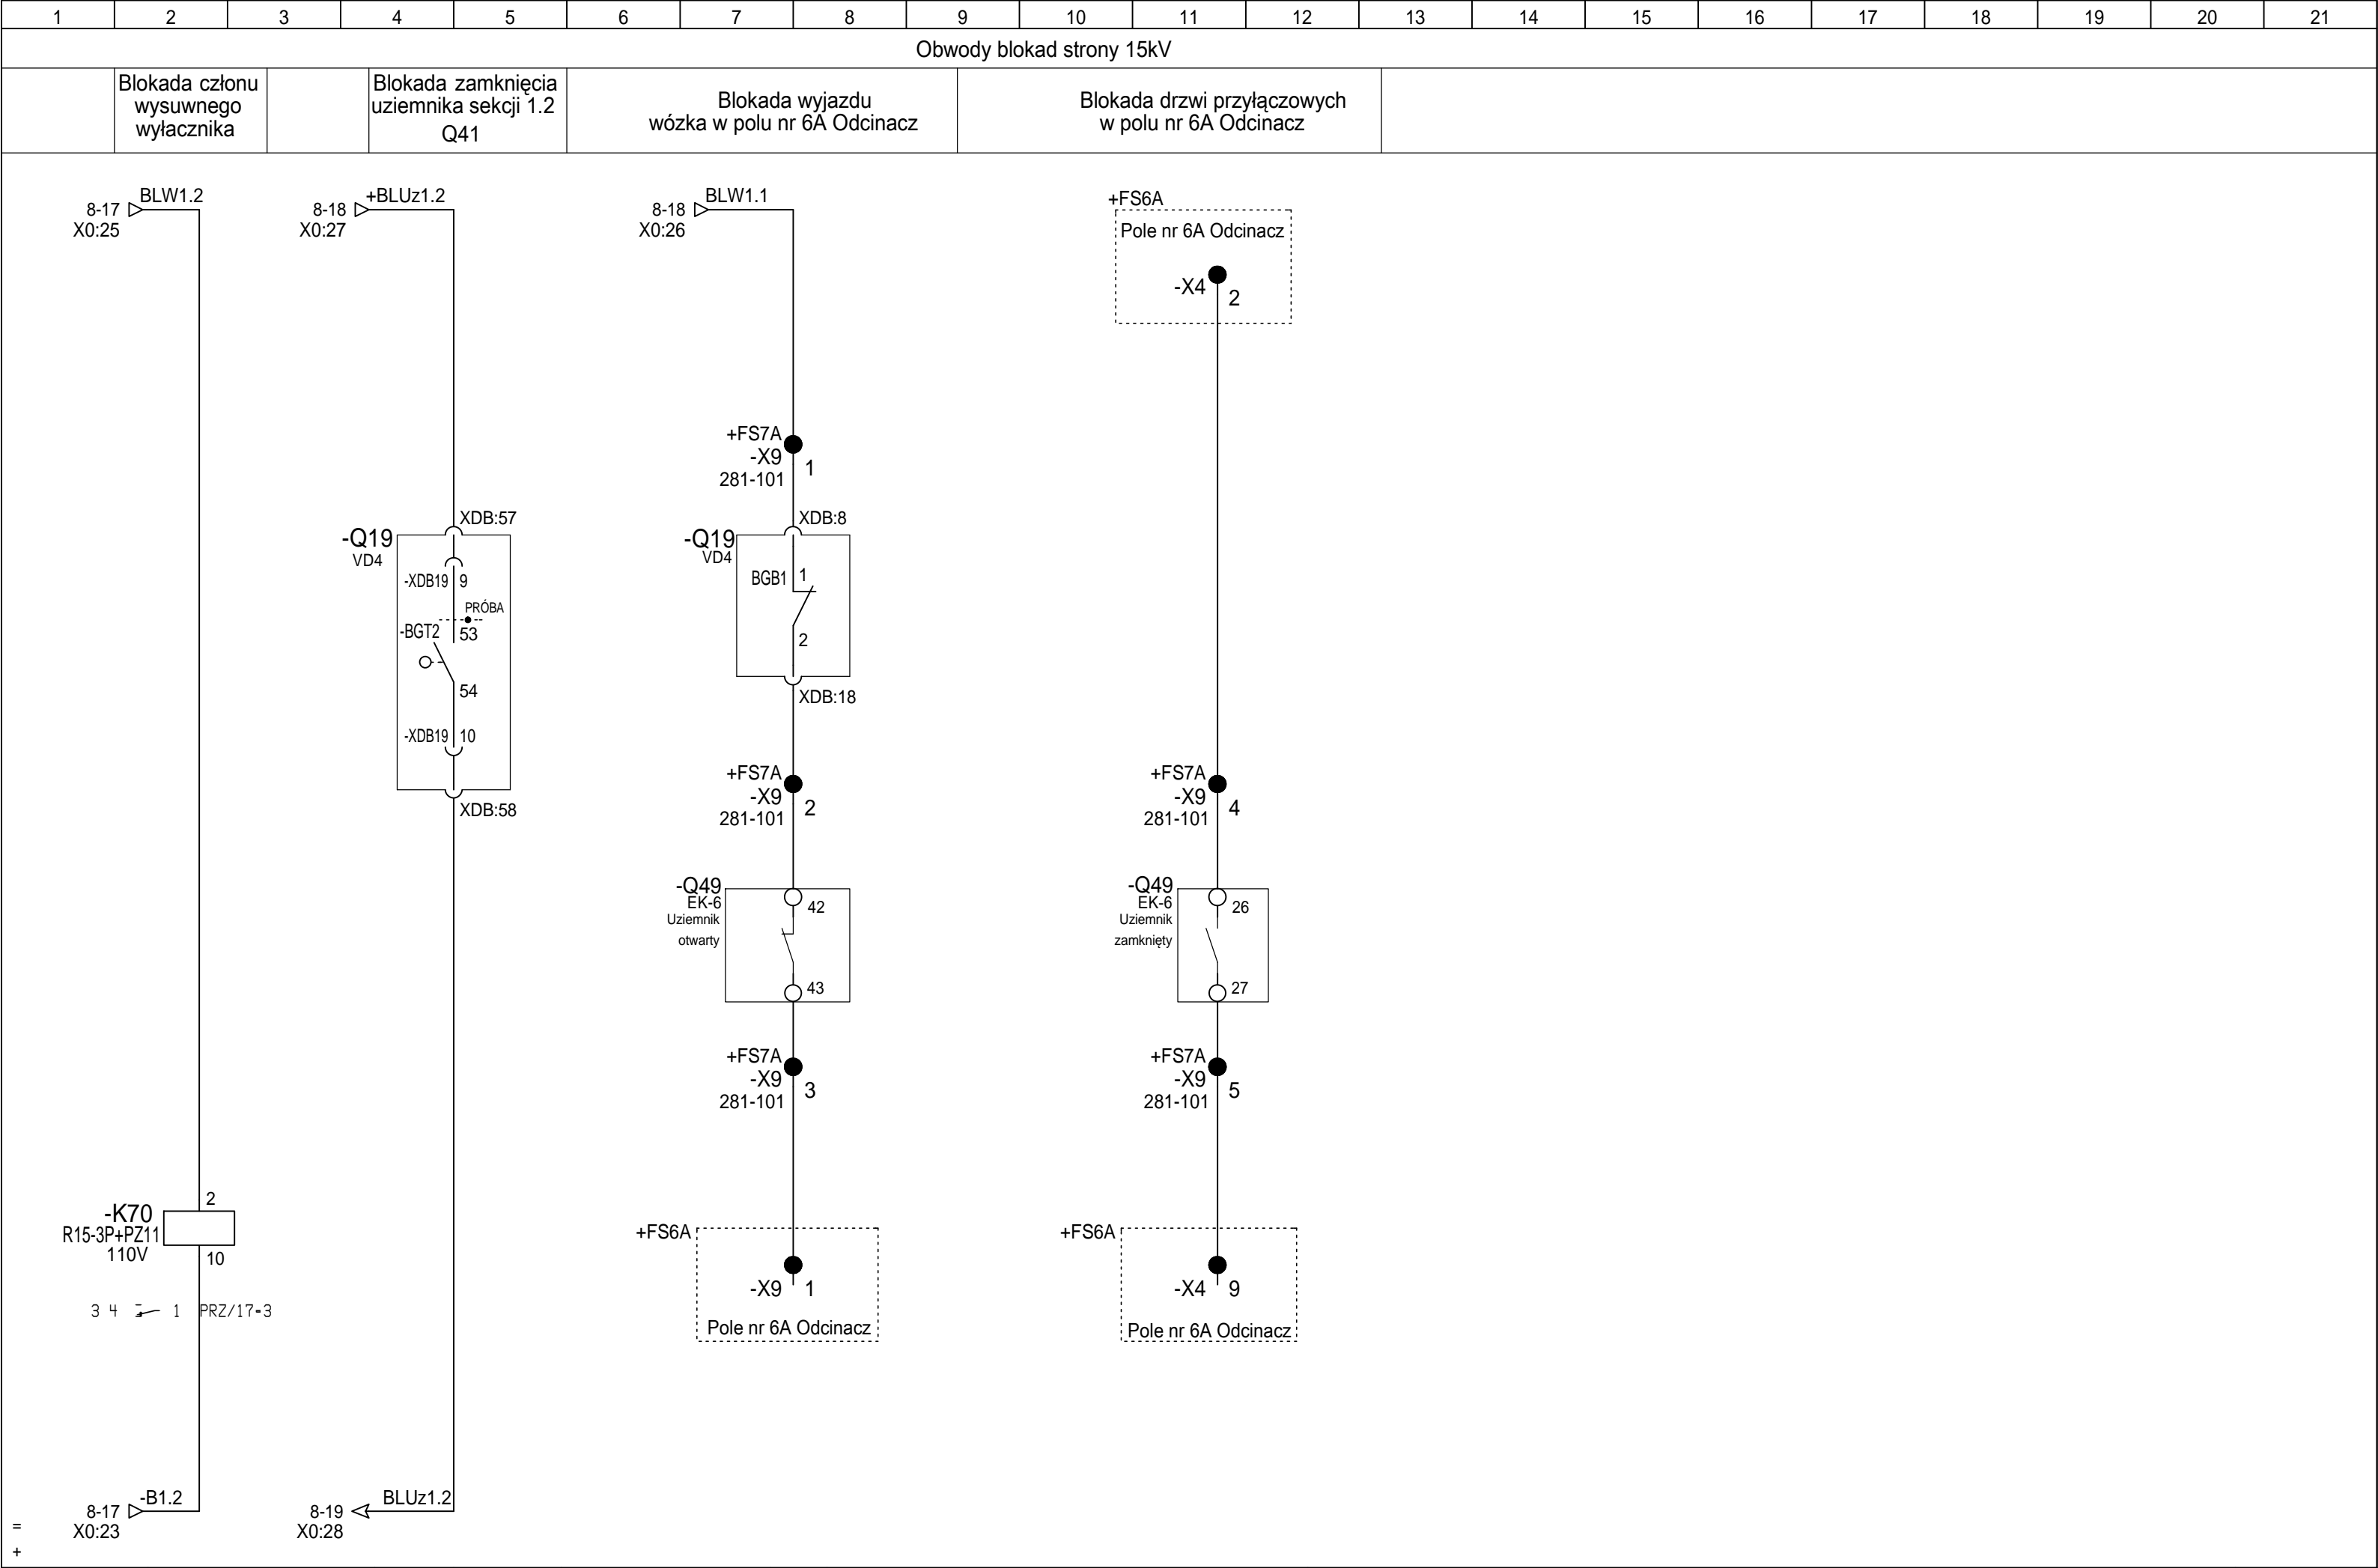 1 2 3 4 5 6 7 8 9 10 11 12 13 14 15 16 17 18 19 20 21
Obwody blokad strony 15kV
Blokada członu
wysuwnego
wyłacznika
Blokada zamknięcia
uziemnika sekcji 1.2
Q41
Blokada wyjazdu
wózka w polu nr 6A Odcinacz
Blokada drzwi przyłączowych
w polu nr 6A Odcinacz
BLW1.2
8-17
X0:25
-K70
R15-3P+PZ11
110V
2
10
3 4 1 PRZ/17-3
-B1.2
8-17
X0:23
+BLUz1.2
8-18
X0:27
XDB:57
-Q19
VD4
-XDB19 9
PRÓBA
-BGT2 53
54
-XDB19 10
XDB:58
BLUz1.2
8-19
X0:28
BLW1.1
8-18
X0:26
+FS7A
-X9 1
281-101
XDB:8
-Q19
VD4
BGB1 1
2
XDB:18
+FS7A
-X9 2
281-101
-Q49
EK-6 42
Uziemnik
otwarty
43
+FS7A
-X9 3
281-101
+FS6A
-X9 1
Pole nr 6A Odcinacz
+FS6A
Pole nr 6A Odcinacz
-X4 2
+FS7A
-X9 4
281-101
-Q49
EK-6 26
Uziemnik
zamknięty
27
+FS7A
-X9 5
281-101
+FS6A
-X4 9
Pole nr 6A Odcinacz
=
+